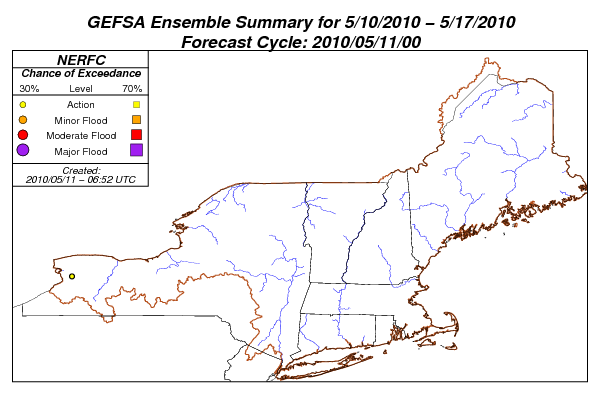 GEFSA Ensemble Summary for 5/10/2010 – 5/17/2010
Forecast Cycle: 2010/05/11/00
NERFC
Chance of Exceedance
30% Level 70%
Action
Minor Flood
Moderate Flood
Major Flood
Created:
2010/05/11 – 06:52 UTC